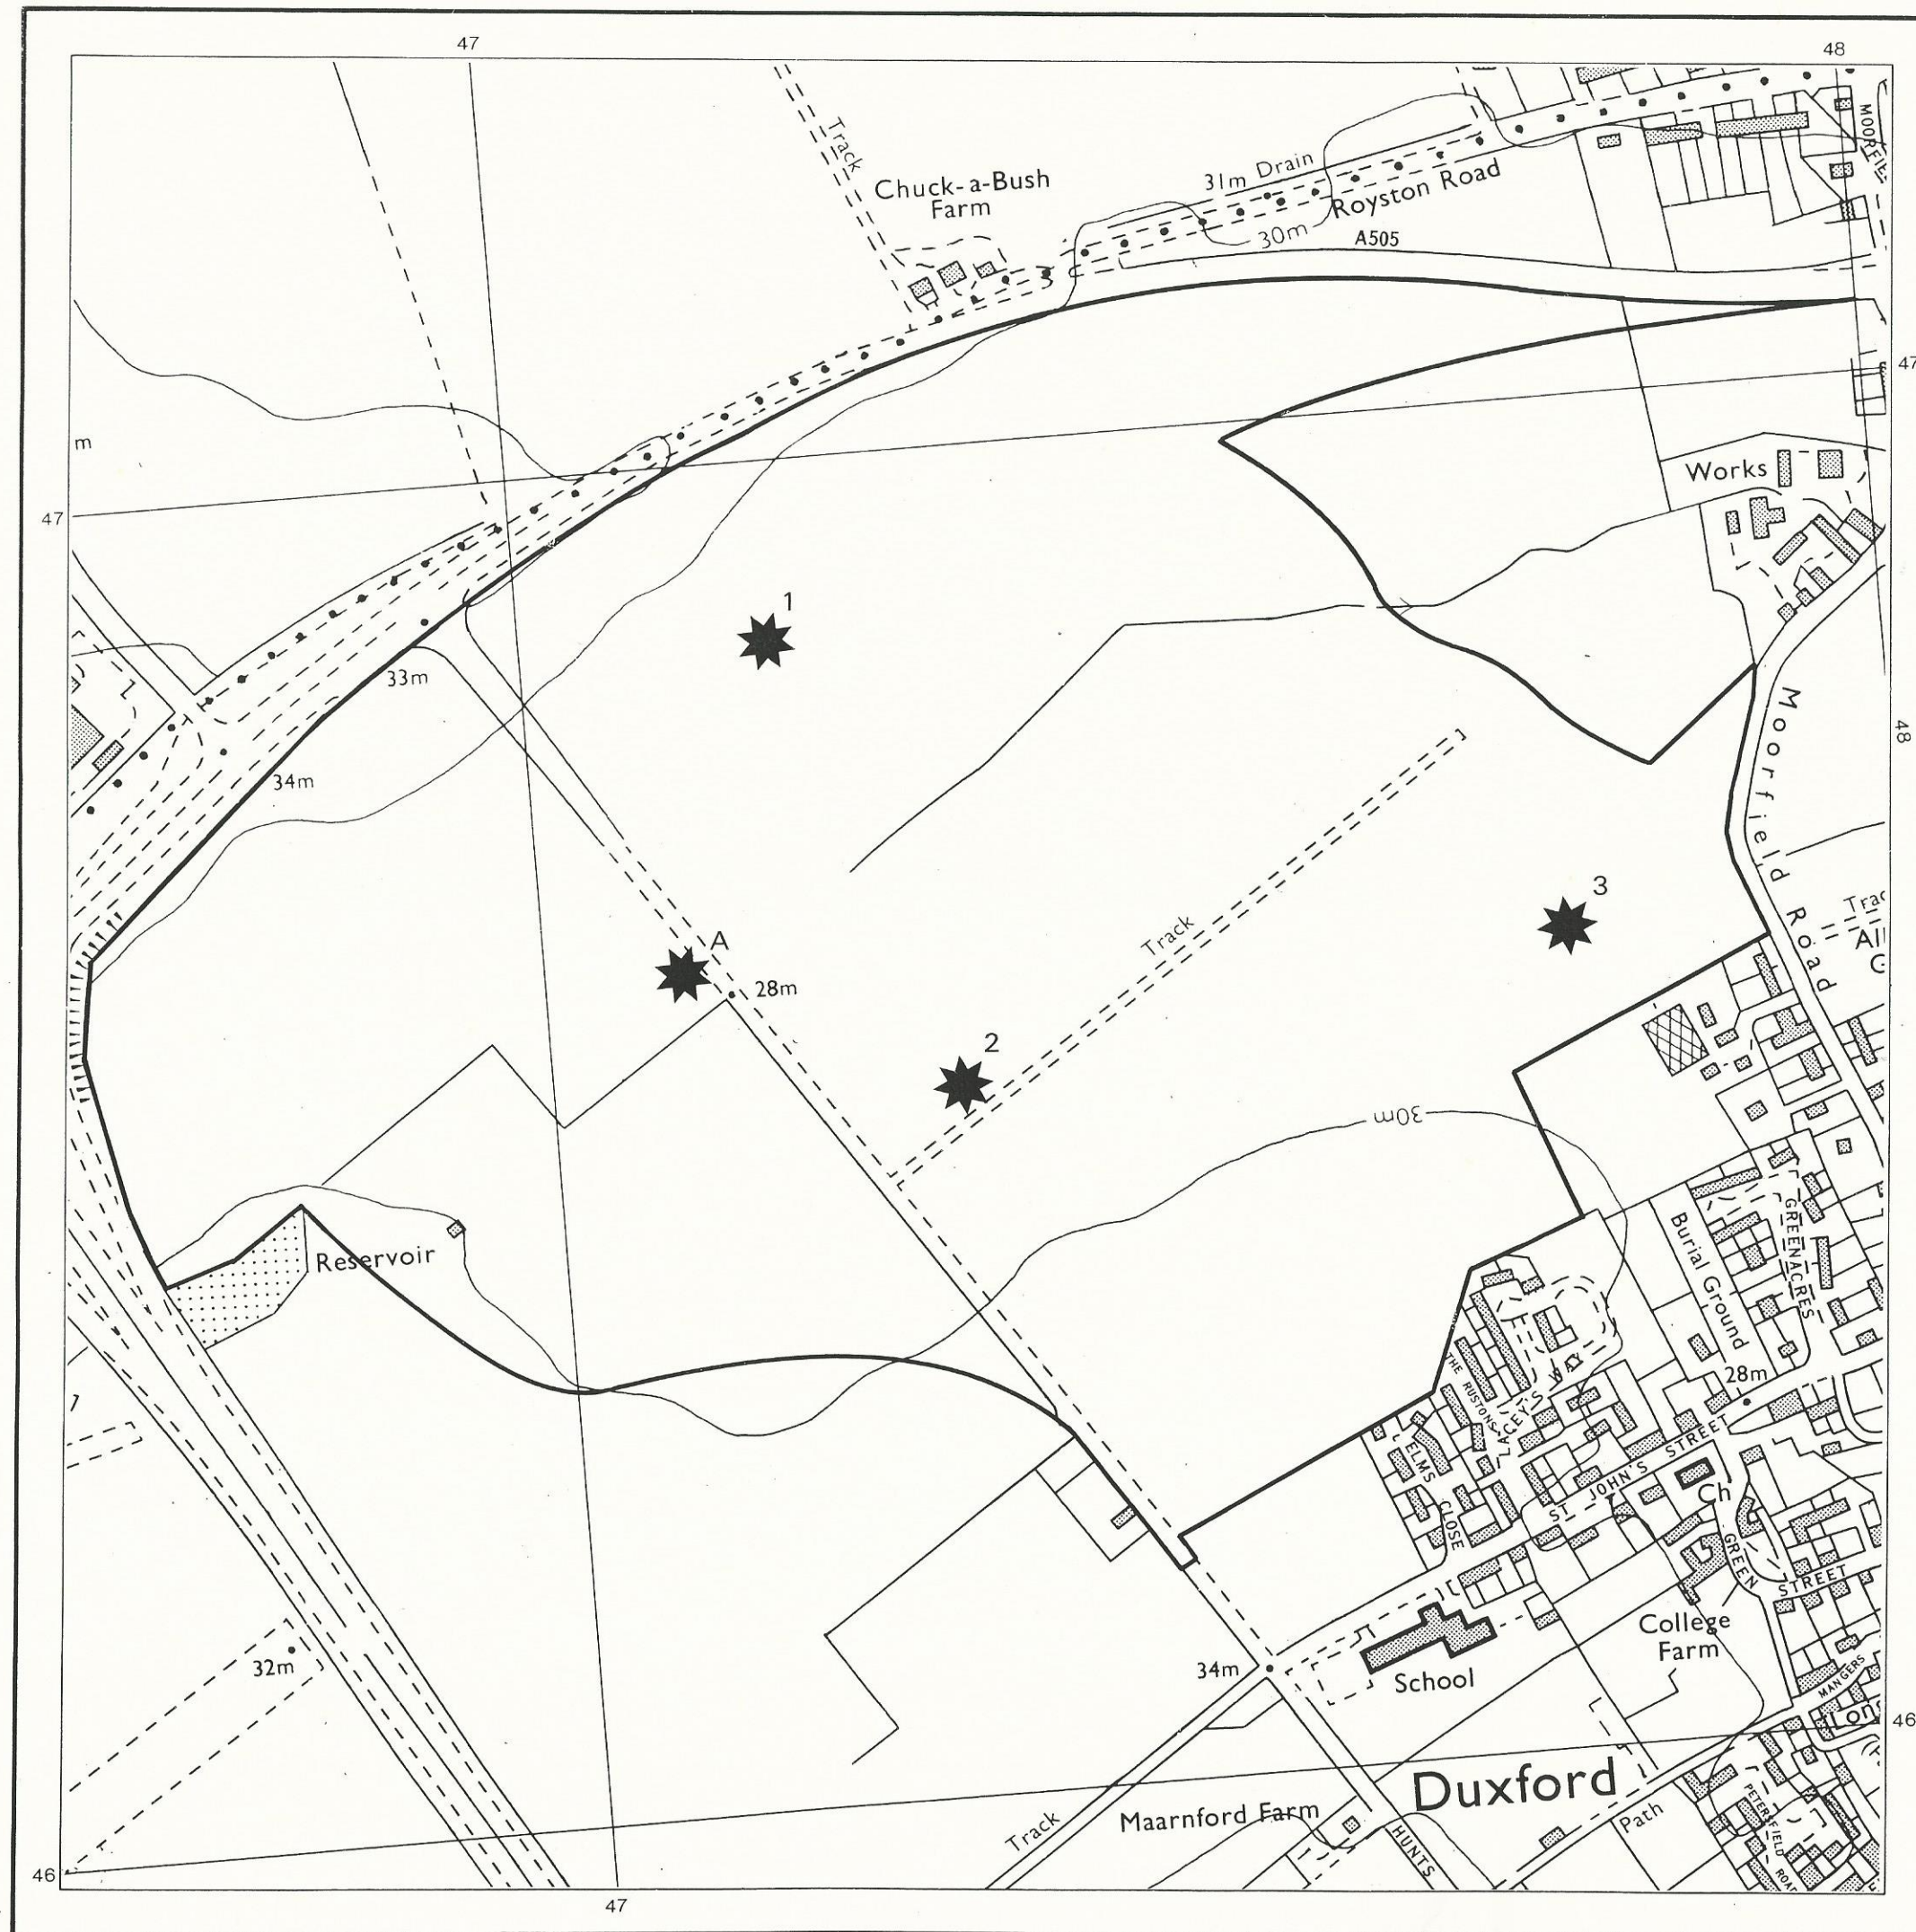 47
48
Track
Chuck-a-Bush
Farm
31m Drain
Royston Road
30m
A505
47
m
47
Works
1
33m
34m
Moorfield Road
48
3
Track
A
28m
2
30m
Reservoir
Burial Ground
GREENACRES
28m
THE RUSTONS
ELMS CLOSE
ST JOHN'S STREET
Ch
GREEN
STREET
College
Farm
32m
34m
School
MANGERS
46
Duxford
Maarnford Farm
Track
Path
HUNTS
PETERSFIELD
46
47